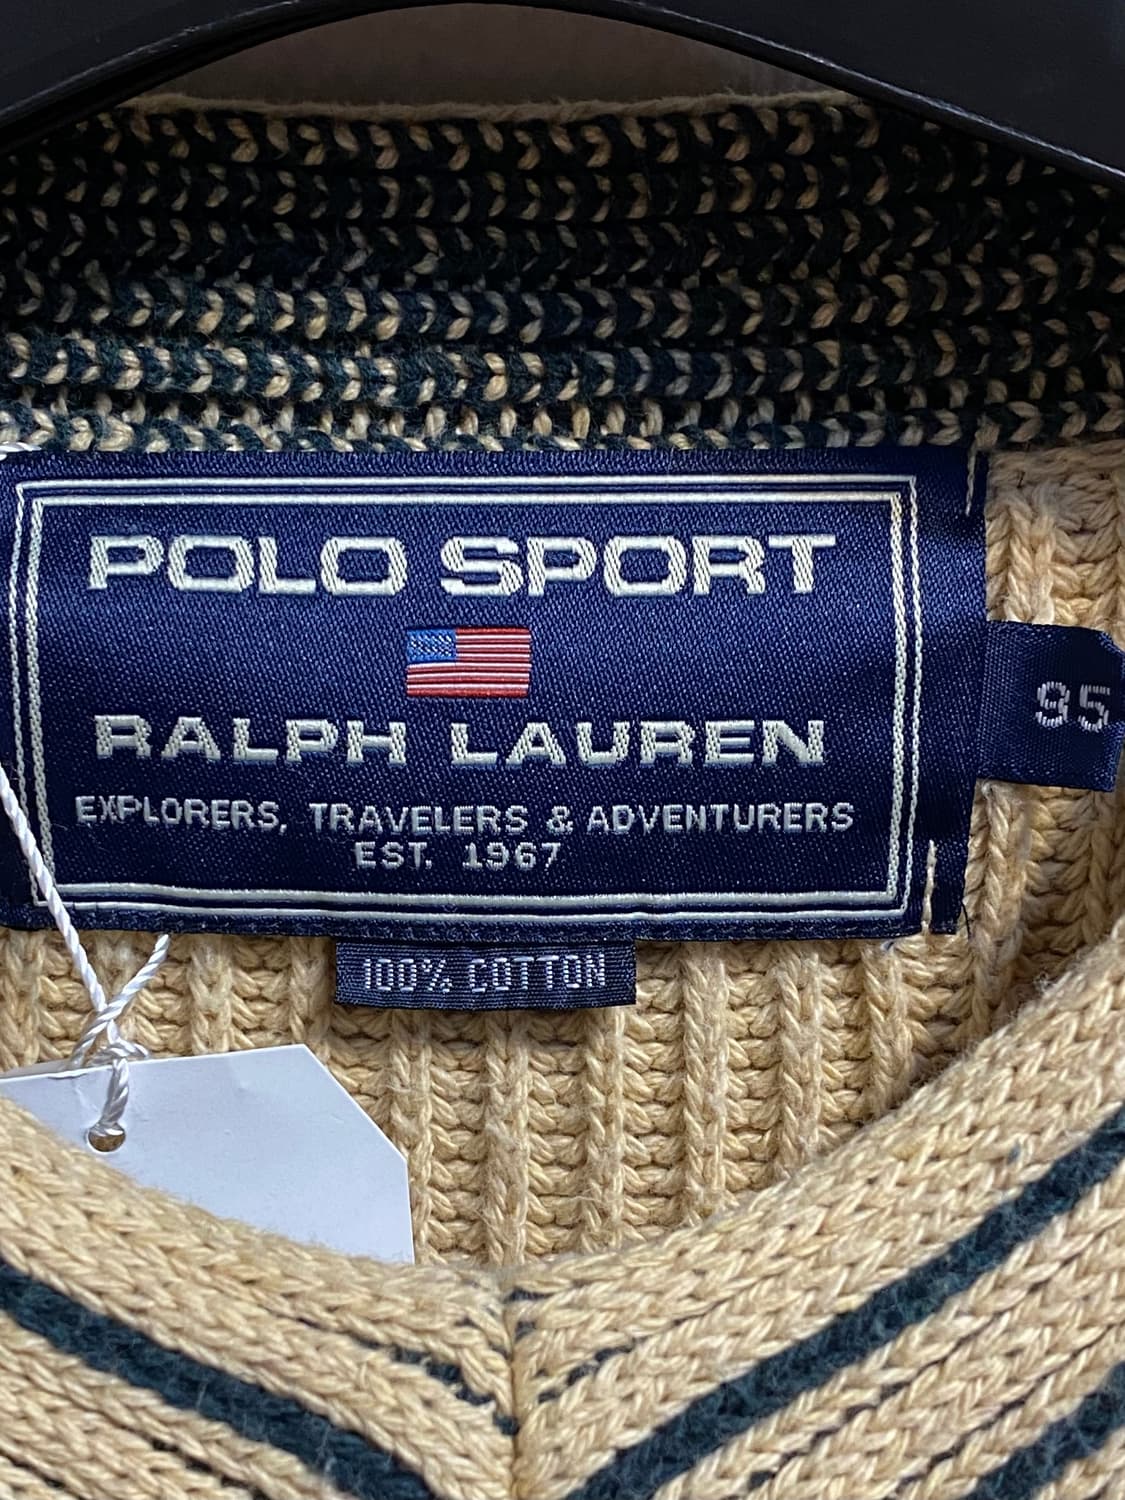 POLO SPORT
RALPH LAUREN
EXPLORERS, TRAVELERS & ADVENTURERS
EST. 1967
95
100% COTTON